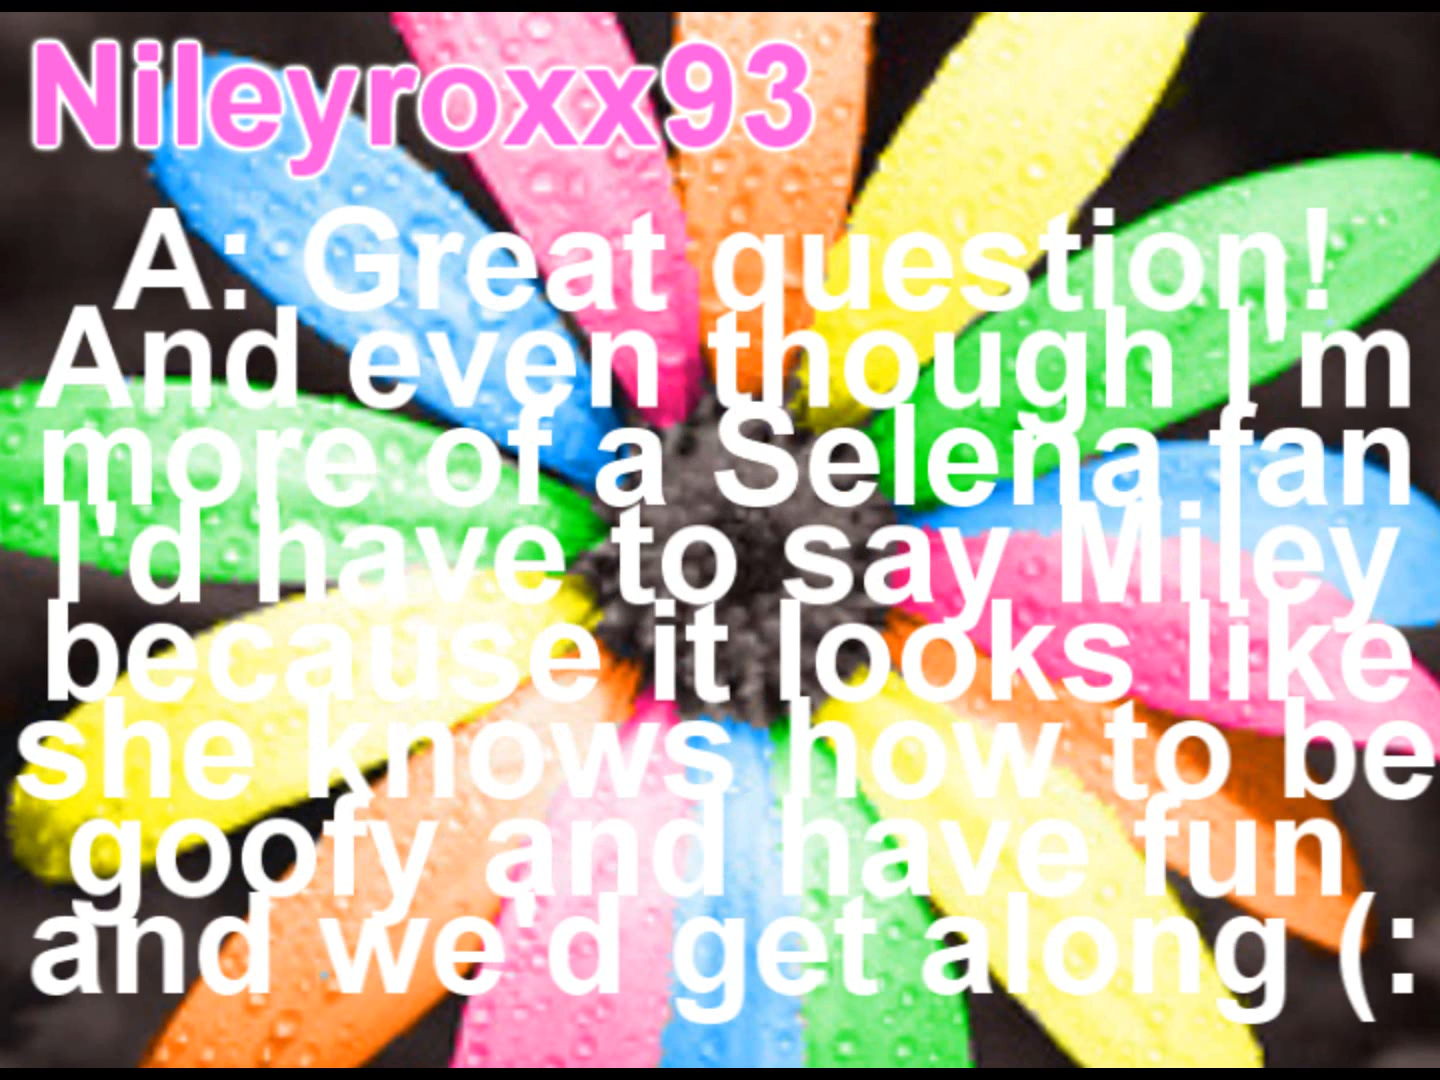 Nileyroxx93
A: Great question!
And even though I'm
more of a Selena fan
I'd have to say Miley
because it looks like
she knows how to be
goofy and have fun
and we'd get along (: